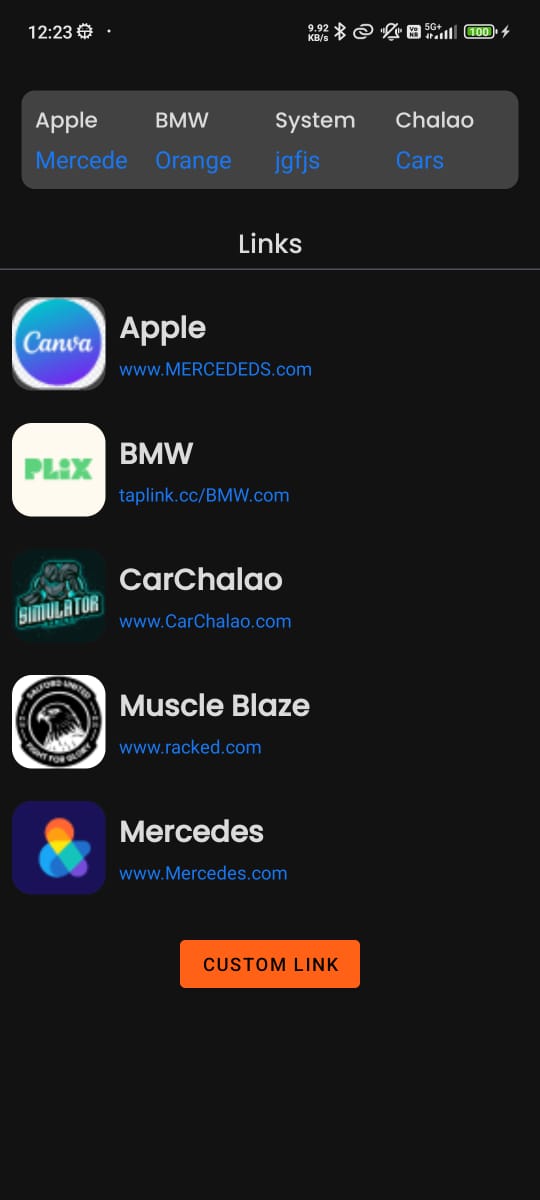 12:23 9.92 KB/s Vo NR 5G+ 100
Apple BMW System Chalao
Mercede Orange jgfjs Cars
Links
Canva
Apple
www.MERCEDEDS.com
PLiX
BMW
taplink.cc/BMW.com
SIMULATOR
CarChalao
www.CarChalao.com
SALFORD UNITED
FIGHT FOR GLORY
Muscle Blaze
www.racked.com
Mercedes
www.Mercedes.com
CUSTOM LINK